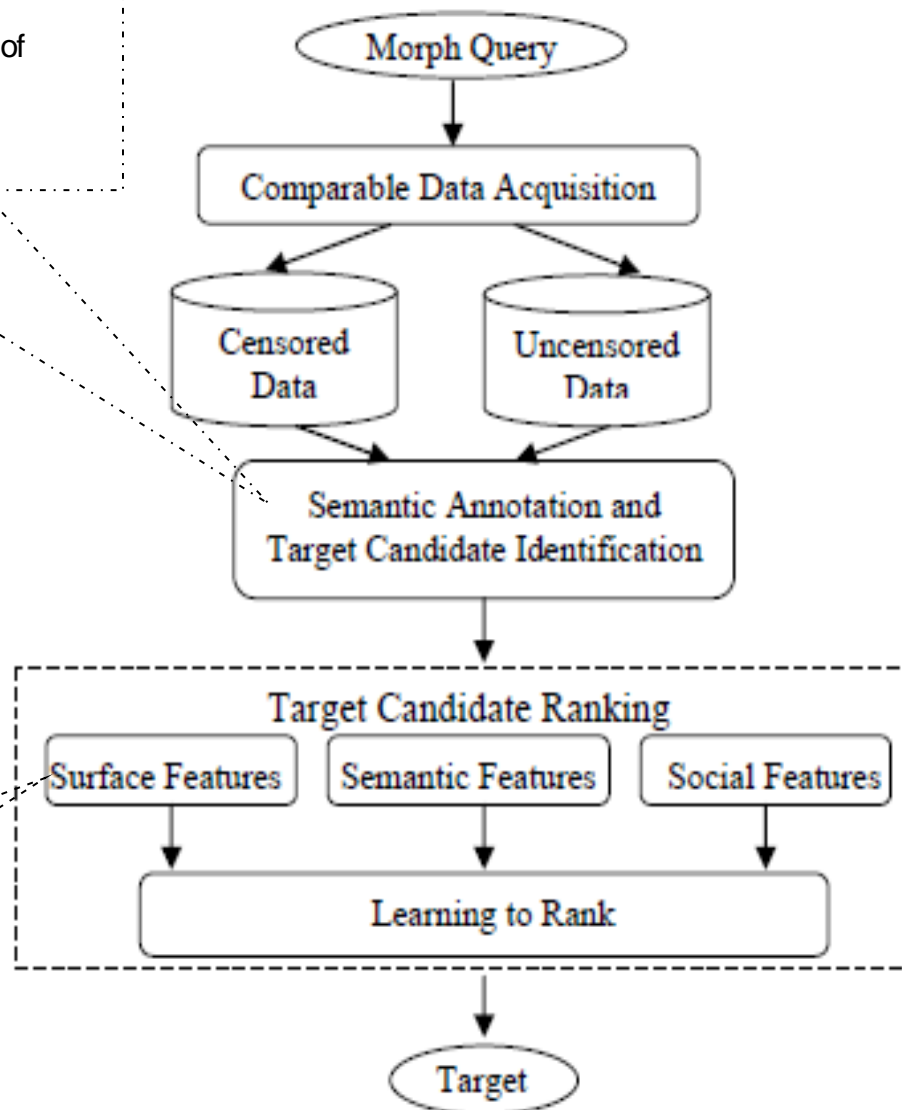 of
Morph Query
Comparable Data Acquisition
Censored
Data
Uncensored
Data
Semantic Annotation and
Target Candidate Identification
Target Candidate Ranking
Surface Features
Semantic Features
Social Features
Learning to Rank
Target